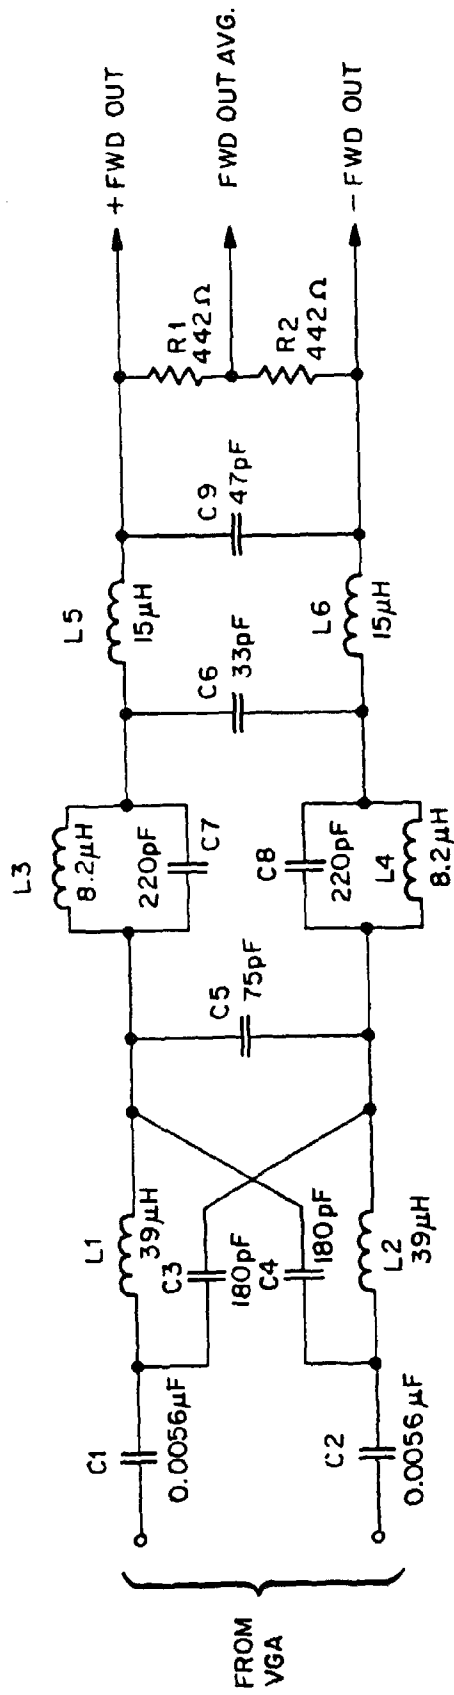 FROM
VGA
C1
0.0056μF
C2
0.0056μF
L1
39μH
C3
180pF
C4
180pF
L2
39μH
C5
75pF
L3
8.2μH
220pF
C7
C8
220pF
L4
8.2μH
C6
33pF
L5
15μH
L6
15μH
C9
47pF
R1
442Ω
R2
442Ω
+FWD OUT
FWD OUT AVG.
-FWD OUT